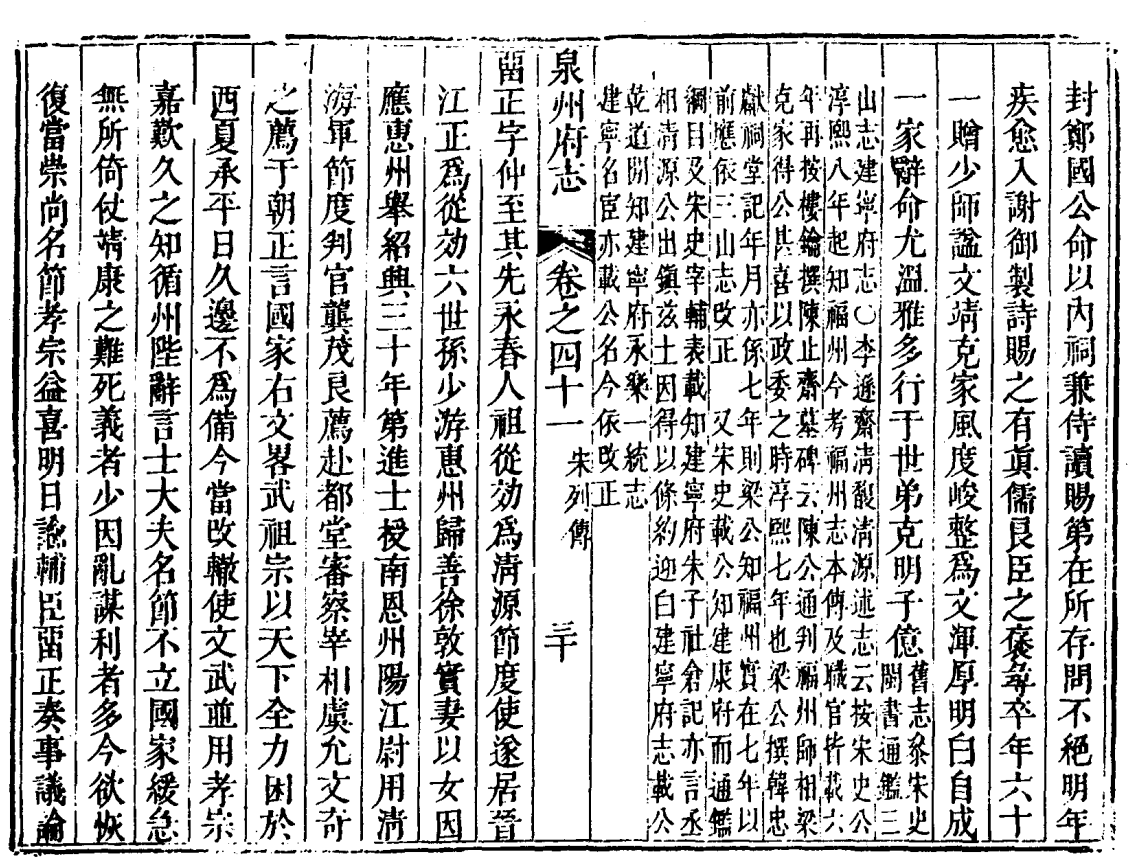 封鄭國公命以內祠兼侍讀賜第在所存問不絕明年
疾愈入謝御製詩賜之有眞儒良臣之褒尋卒年六十
一贈少師諡文靖克家風度峻整爲文渾厚明白自成
一家辭命尤溫雅多行于世弟克明子億
舊志參宋史
閩書通鑑三
山志建寧府志〇李遜齋清馥清源述志云按宋史公
淳熙八年起知福州今考福州志本傳及職官皆載六
年再按樓鑰撰陳止齋墓碑云陳公通判福州師相梁
克家得公甚喜以政委之時淳熙七年也梁公撰韓忠
獻祠堂記年月亦係七年則梁公知福州實在七年以
前應依三山志改正　又宋史載公知建康府而通鑑
綱目及宋史宰輔表載知建寧府朱子社倉記亦言丞
相清源公出鎮茲土因得以條約迎白建寧府志載公
乾道間知建寧府永樂一統志
建寧名臣亦載公名今依改正
泉州府志　卷之四十一　宋列傳　三十
留正字仲至其先永春人祖從効爲清源節度使遂居晉
江正爲從効六世孫少游惠州歸善徐敦實妻以女因
應惠州舉紹興三十年第進士授南恩州陽江尉用清
海軍節度判官龔茂良薦赴都堂審察宰相虞允文奇
之薦于朝正言國家右文畧武祖宗以天下全力困於
西夏承平日久邊不爲備今當改轍使文武並用孝宗
嘉歎久之知循州陛辭言士大夫名節不立國家緩急
無所倚仗靖康之難死義者少因亂謀利者多今欲恢
復當崇尚名節孝宗益喜明日諭輔臣留正奏事議論